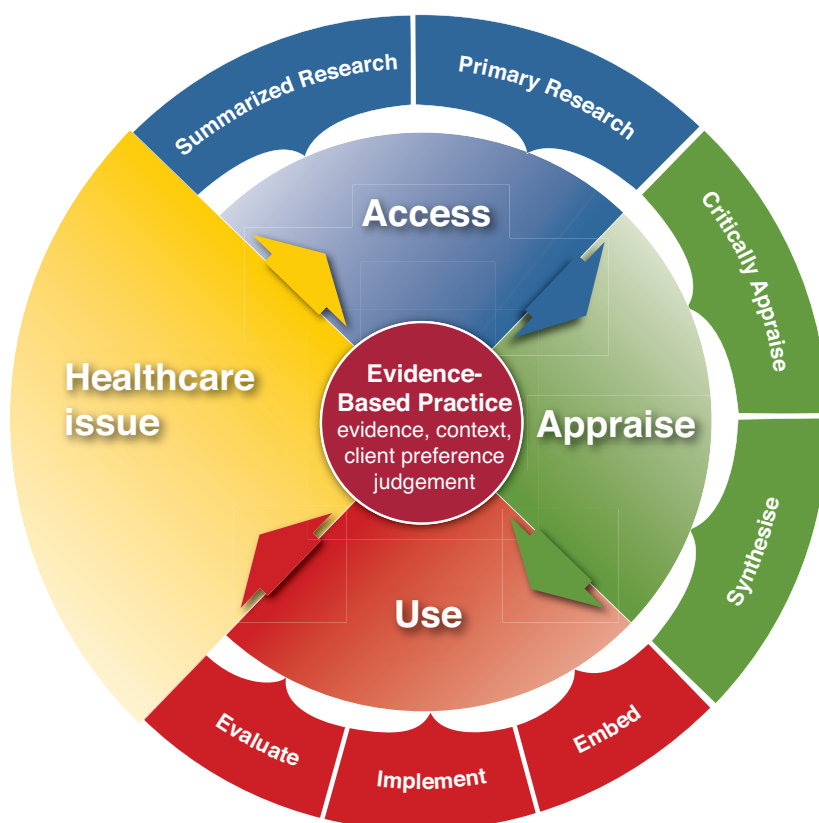 Summarized Research
Primary Research
Critically Appraise
Access
Healthcare
issue
Evidence-
Based Practice
evidence, context,
client preference
judgement
Appraise
Synthesise
Use
Evaluate
Implement
Embed